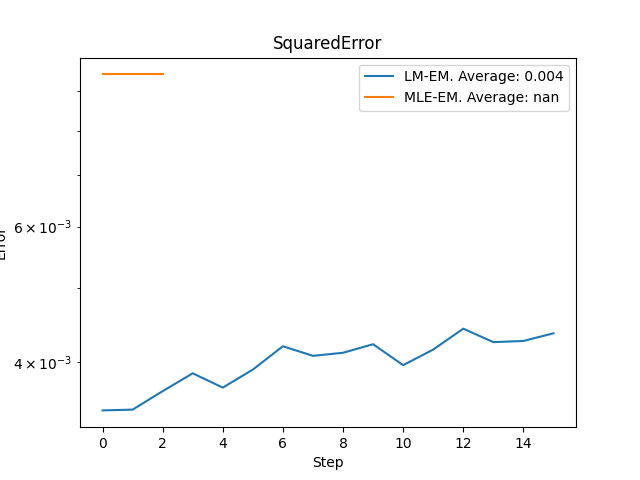 SquaredError
LM-EM. Average: 0.004
MLE-EM. Average: nan
Error
6 × 10⁻³
4 × 10⁻³
0 2 4 6 8 10 12 14
Step